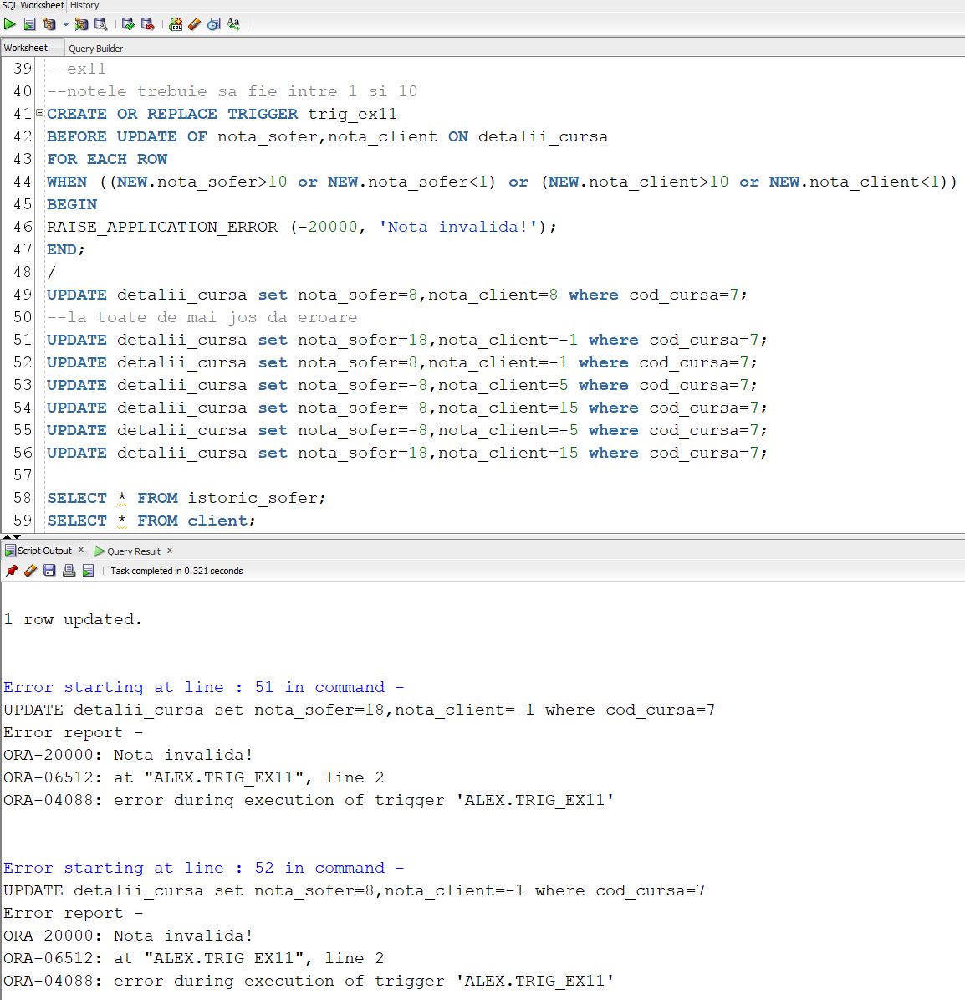 SQL Worksheet History
Worksheet Query Builder
39 --ex11
40 --notele trebuie sa fie intre 1 si 10
41 CREATE OR REPLACE TRIGGER trig_ex11
42 BEFORE UPDATE OF nota_sofer,nota_client ON detalii_cursa
43 FOR EACH ROW
44 WHEN ((NEW.nota_sofer>10 or NEW.nota_sofer<1) or (NEW.nota_client>10 or NEW.nota_client<1))
45 BEGIN
46 RAISE_APPLICATION_ERROR (-20000, 'Nota invalida!');
47 END;
48 /
49 UPDATE detalii_cursa set nota_sofer=8,nota_client=8 where cod_cursa=7;
50 --la toate de mai jos da eroare
51 UPDATE detalii_cursa set nota_sofer=18,nota_client=-1 where cod_cursa=7;
52 UPDATE detalii_cursa set nota_sofer=8,nota_client=-1 where cod_cursa=7;
53 UPDATE detalii_cursa set nota_sofer=-8,nota_client=5 where cod_cursa=7;
54 UPDATE detalii_cursa set nota_sofer=-8,nota_client=15 where cod_cursa=7;
55 UPDATE detalii_cursa set nota_sofer=-8,nota_client=-5 where cod_cursa=7;
56 UPDATE detalii_cursa set nota_sofer=18,nota_client=15 where cod_cursa=7;
57
58 SELECT * FROM istoric_sofer;
59 SELECT * FROM client;
Script Output x Query Result x
Task completed in 0.321 seconds
1 row updated.
Error starting at line : 51 in command -
UPDATE detalii_cursa set nota_sofer=18,nota_client=-1 where cod_cursa=7
Error report -
ORA-20000: Nota invalida!
ORA-06512: at "ALEX.TRIG_EX11", line 2
ORA-04088: error during execution of trigger 'ALEX.TRIG_EX11'
Error starting at line : 52 in command -
UPDATE detalii_cursa set nota_sofer=8,nota_client=-1 where cod_cursa=7
Error report -
ORA-20000: Nota invalida!
ORA-06512: at "ALEX.TRIG_EX11", line 2
ORA-04088: error during execution of trigger 'ALEX.TRIG_EX11'